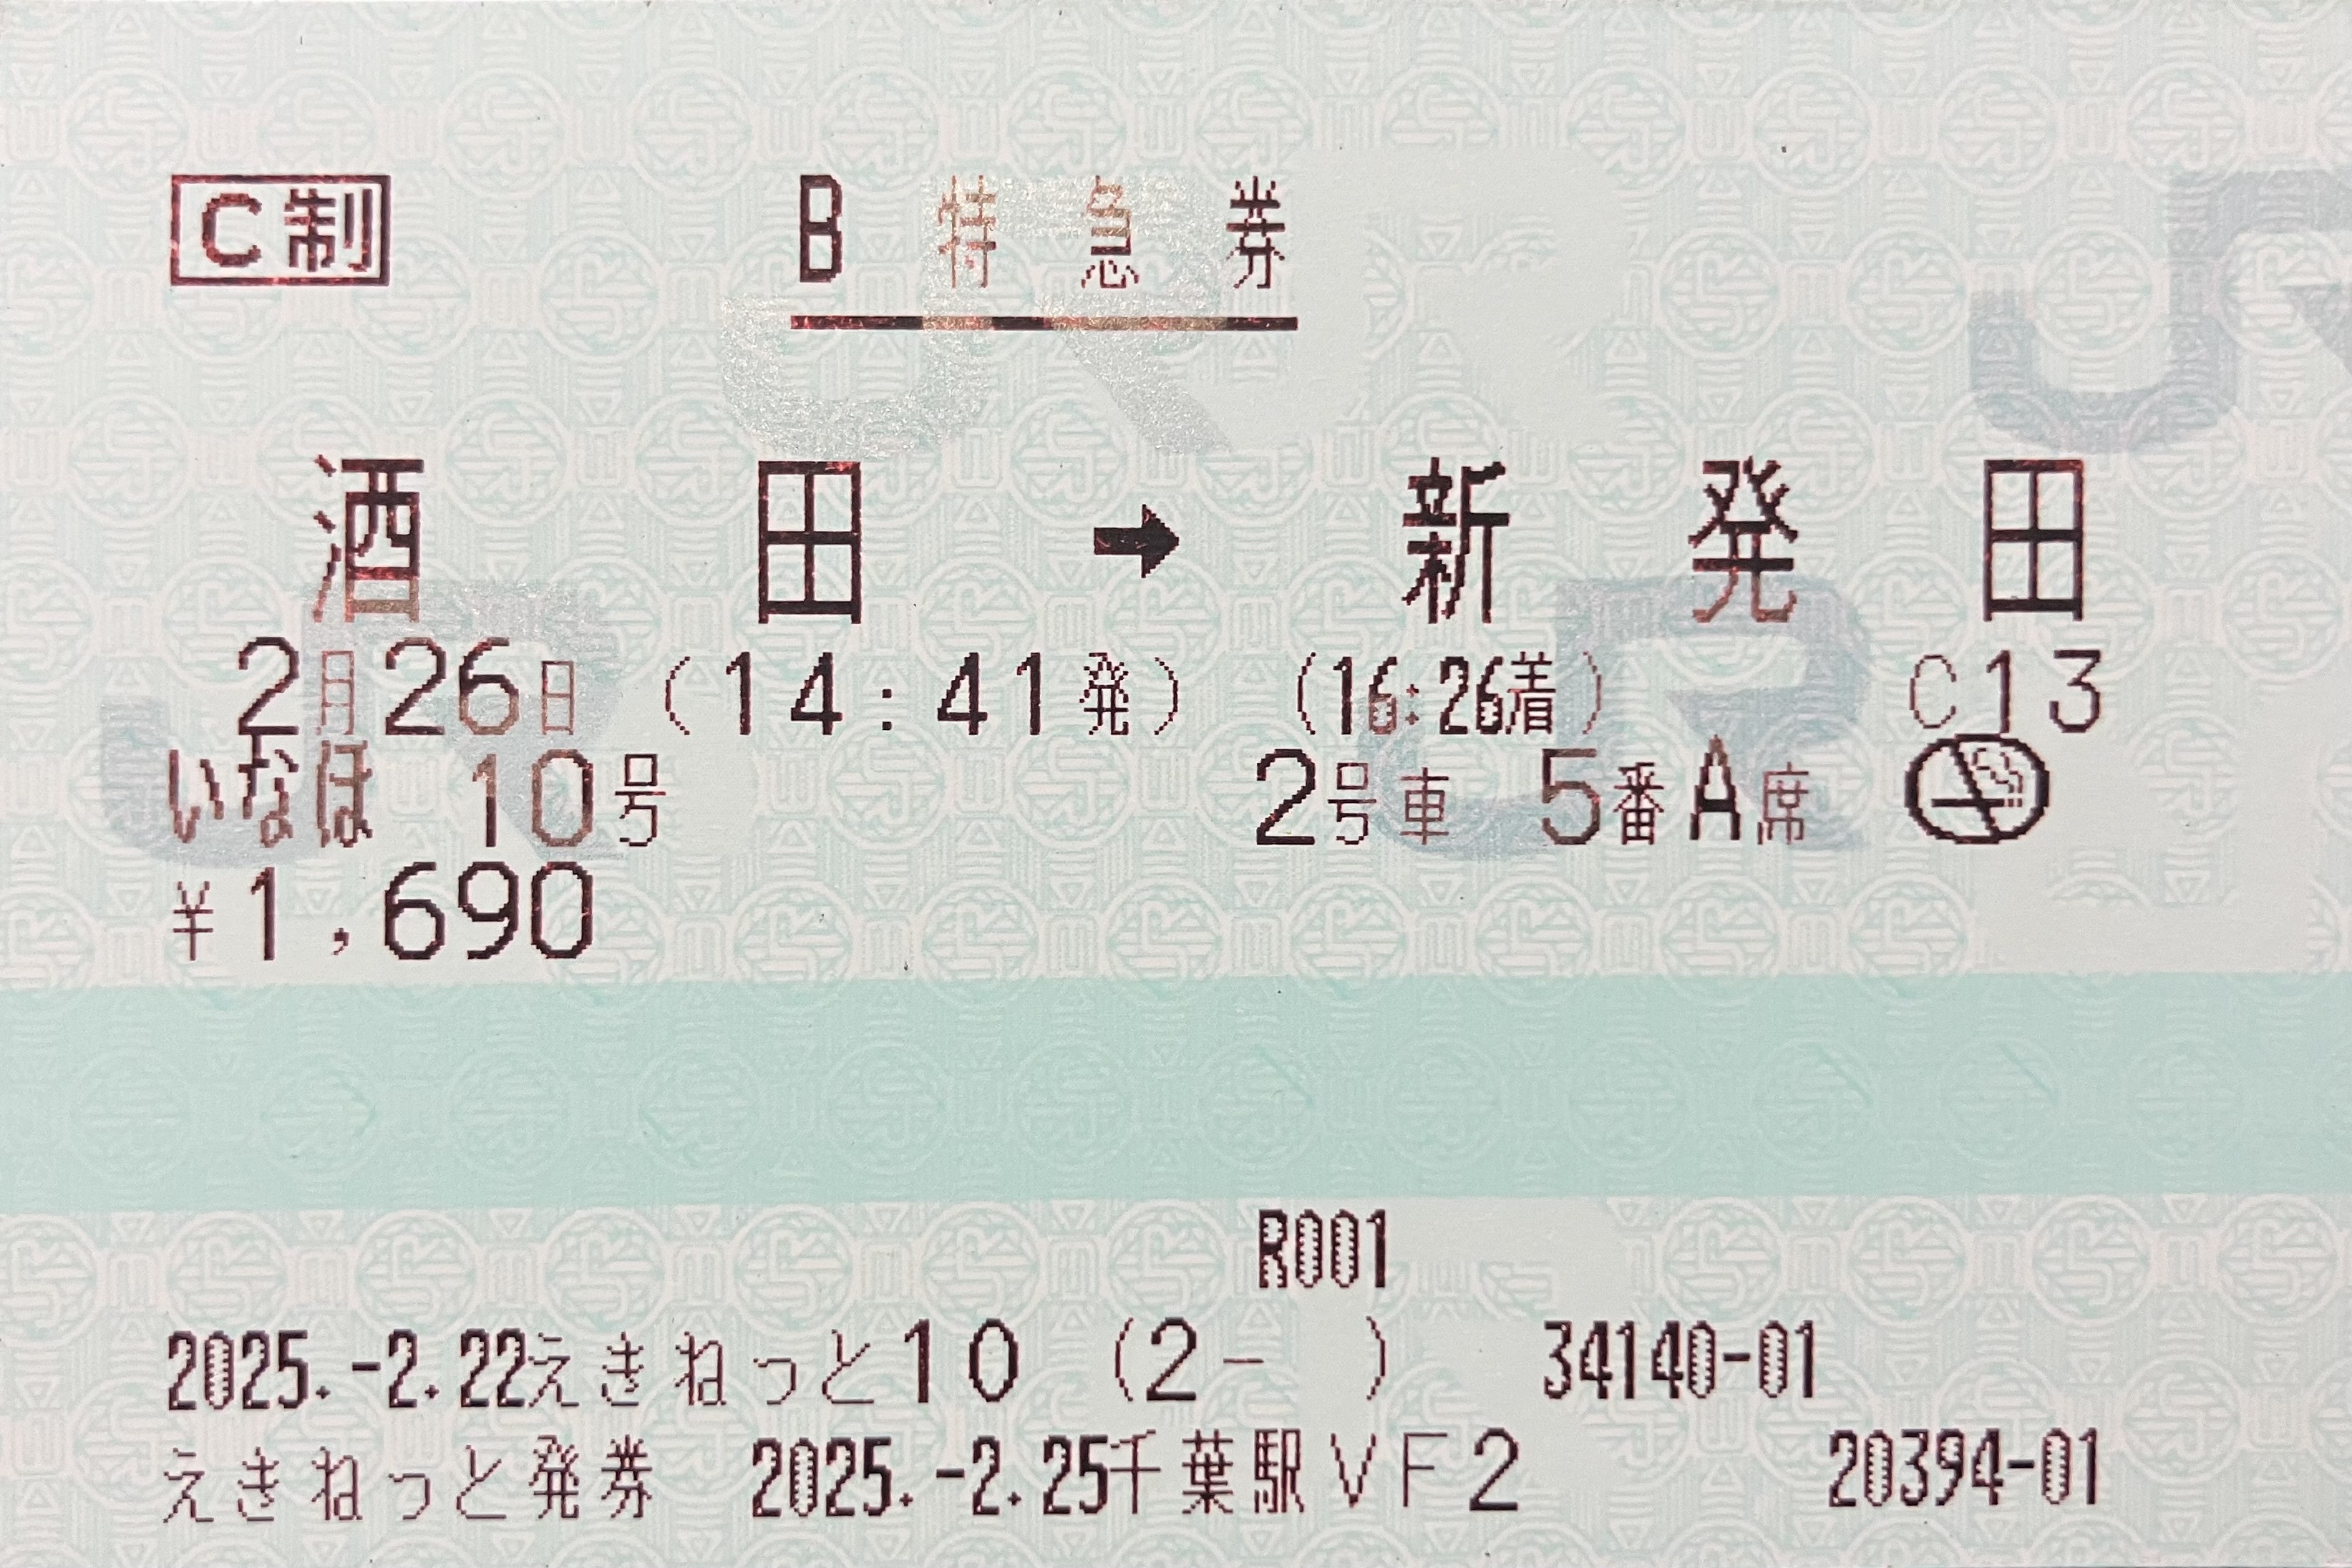 C制 B特急券
酒田➡新発田
2月26日 (14:41発) (16:26着) C13
いなほ 10号 2号車 5番A席
¥1,690
R001
2025.-2.22えきねっと10 (2- ) 34140-01
えきねっと発券 2025.-2.25千葉駅VF2 20394-01